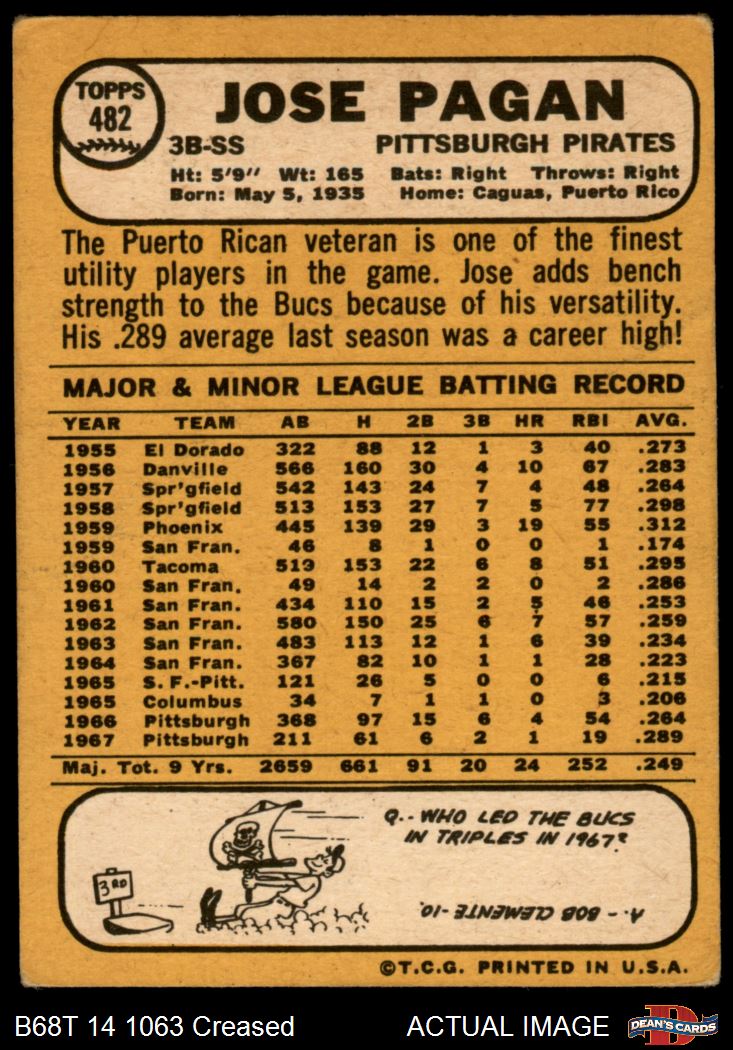 TOPPS
482
JOSE PAGAN
3B-SS PITTSBURGH PIRATES
Ht: 5'9" Wt: 165 Bats: Right Throws: Right
Born: May 5, 1935 Home: Caguas, Puerto Rico
The Puerto Rican veteran is one of the finest
utility players in the game. Jose adds bench
strength to the Bucs because of his versatility.
His .289 average last season was a career high!
MAJOR & MINOR LEAGUE BATTING RECORD
YEAR TEAM AB H 2B 3B HR RBI AVG.
1955 El Dorado 322 88 12 1 3 40 .273
1956 Danville 566 160 30 4 10 67 .283
1957 Spr'gfield 542 143 24 7 4 48 .264
1958 Spr'gfield 513 153 27 7 5 77 .298
1959 Phoenix 445 139 29 3 19 55 .312
1959 San Fran. 46 8 1 0 0 1 .174
1960 Tacoma 519 153 22 6 8 51 .295
1960 San Fran. 49 14 2 2 0 2 .286
1961 San Fran. 434 110 15 2 5 46 .253
1962 San Fran. 580 150 25 6 7 57 .259
1963 San Fran. 483 113 12 1 6 39 .234
1964 San Fran. 367 82 10 1 1 28 .223
1965 S. F.-Pitt. 121 26 5 0 0 6 .215
1965 Columbus 34 7 1 1 0 3 .206
1966 Pittsburgh 368 97 15 6 4 54 .264
1967 Pittsburgh 211 61 6 2 1 19 .289
Maj. Tot. 9 Yrs. 2659 661 91 20 24 252 .249
Q.- WHO LED THE BUCS
IN TRIPLES IN 1967?
3RD
A - BOB CLEMENTE -10.
©T.C.G. PRINTED IN U.S.A.
B68T 14 1063 Creased ACTUAL IMAGE
D
DEAN'S CARDS